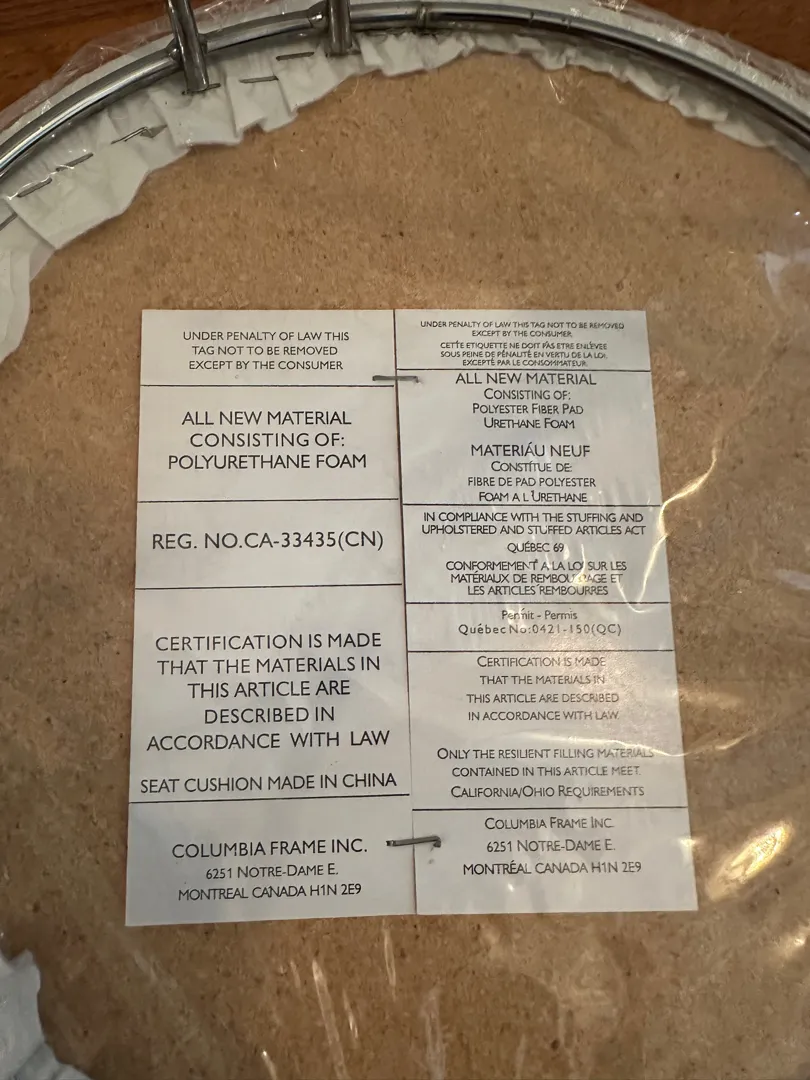 UNDER PENALTY OF LAW THIS
TAG NOT TO BE REMOVED
EXCEPT BY THE CONSUMER
ALL NEW MATERIAL
CONSISTING OF:
POLYURETHANE FOAM
REG. NO.CA-33435(CN)
CERTIFICATION IS MADE
THAT THE MATERIALS IN
THIS ARTICLE ARE
DESCRIBED IN
ACCORDANCE WITH LAW
SEAT CUSHION MADE IN CHINA
COLUMBIA FRAME INC.
6251 NOTRE-DAME E.
MONTREAL CANADA H1N 2E9
UNDER PENALTY OF LAW THIS TAG NOT TO BE REMOVED
EXCEPT BY THE CONSUMER
CETTE ETIQUETTE NE DOIT PAS ETRE ENLEVEE
SOUS PEINE DE PÉNALITÉ EN VERTU DE LA LOI.
EXCEPTÉ PAR LE CONSOMMATEUR.
ALL NEW MATERIAL
CONSISTING OF:
POLYESTER FIBER PAD
URETHANE FOAM
MATERIÁU NEUF
CONSTÍTUE DE:
FIBRE DE PAD POLYESTER
FOAM A L'URETHANE
IN COMPLIANCE WITH THE STUFFING AND
UPHOLSTERED AND STUFFED ARTICLES ACT
QUÉBEC 69
CONFORMEMENT A LA LOI SUR LES
MATÉRIAUX DE REMBOURRAGE ET
LES ARTICLES REMBOURRES
Permit - Permis
Québec No:0421-150(QC)
CERTIFICATION IS MADE
THAT THE MATERIALS IN
THIS ARTICLE ARE DESCRIBED
IN ACCORDANCE WITH LAW
ONLY THE RESILIENT FILLING MATERIALS
CONTAINED IN THIS ARTICLE MEET
CALIFORNIA/OHIO REQUIREMENTS
COLUMBIA FRAME INC.
6251 NOTRE-DAME E.
MONTRÉAL CANADA H1N 2E9